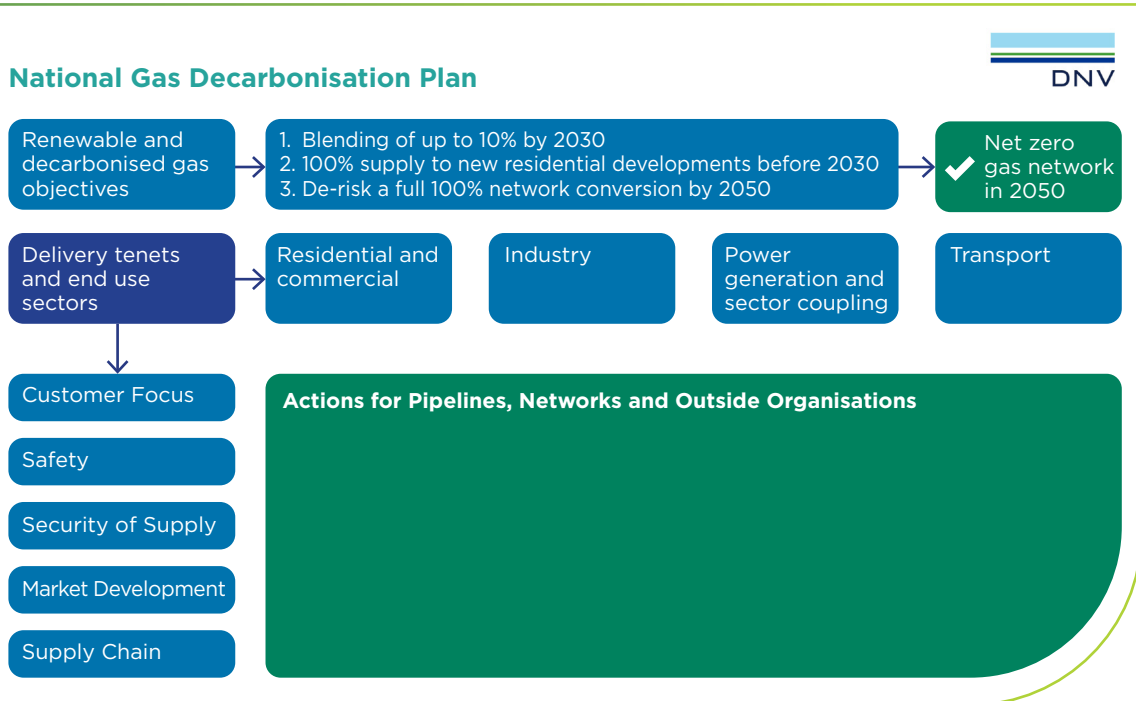 DNV
National Gas Decarbonisation Plan
Renewable and
decarbonised gas
objectives
1. Blending of up to 10% by 2030
2. 100% supply to new residential developments before 2030
3. De-risk a full 100% network conversion by 2050
Net zero
gas network
in 2050
Delivery tenets
and end use
sectors
Residential and
commercial
Industry
Power
generation and
sector coupling
Transport
Customer Focus
Safety
Security of Supply
Market Development
Supply Chain
Actions for Pipelines, Networks and Outside Organisations